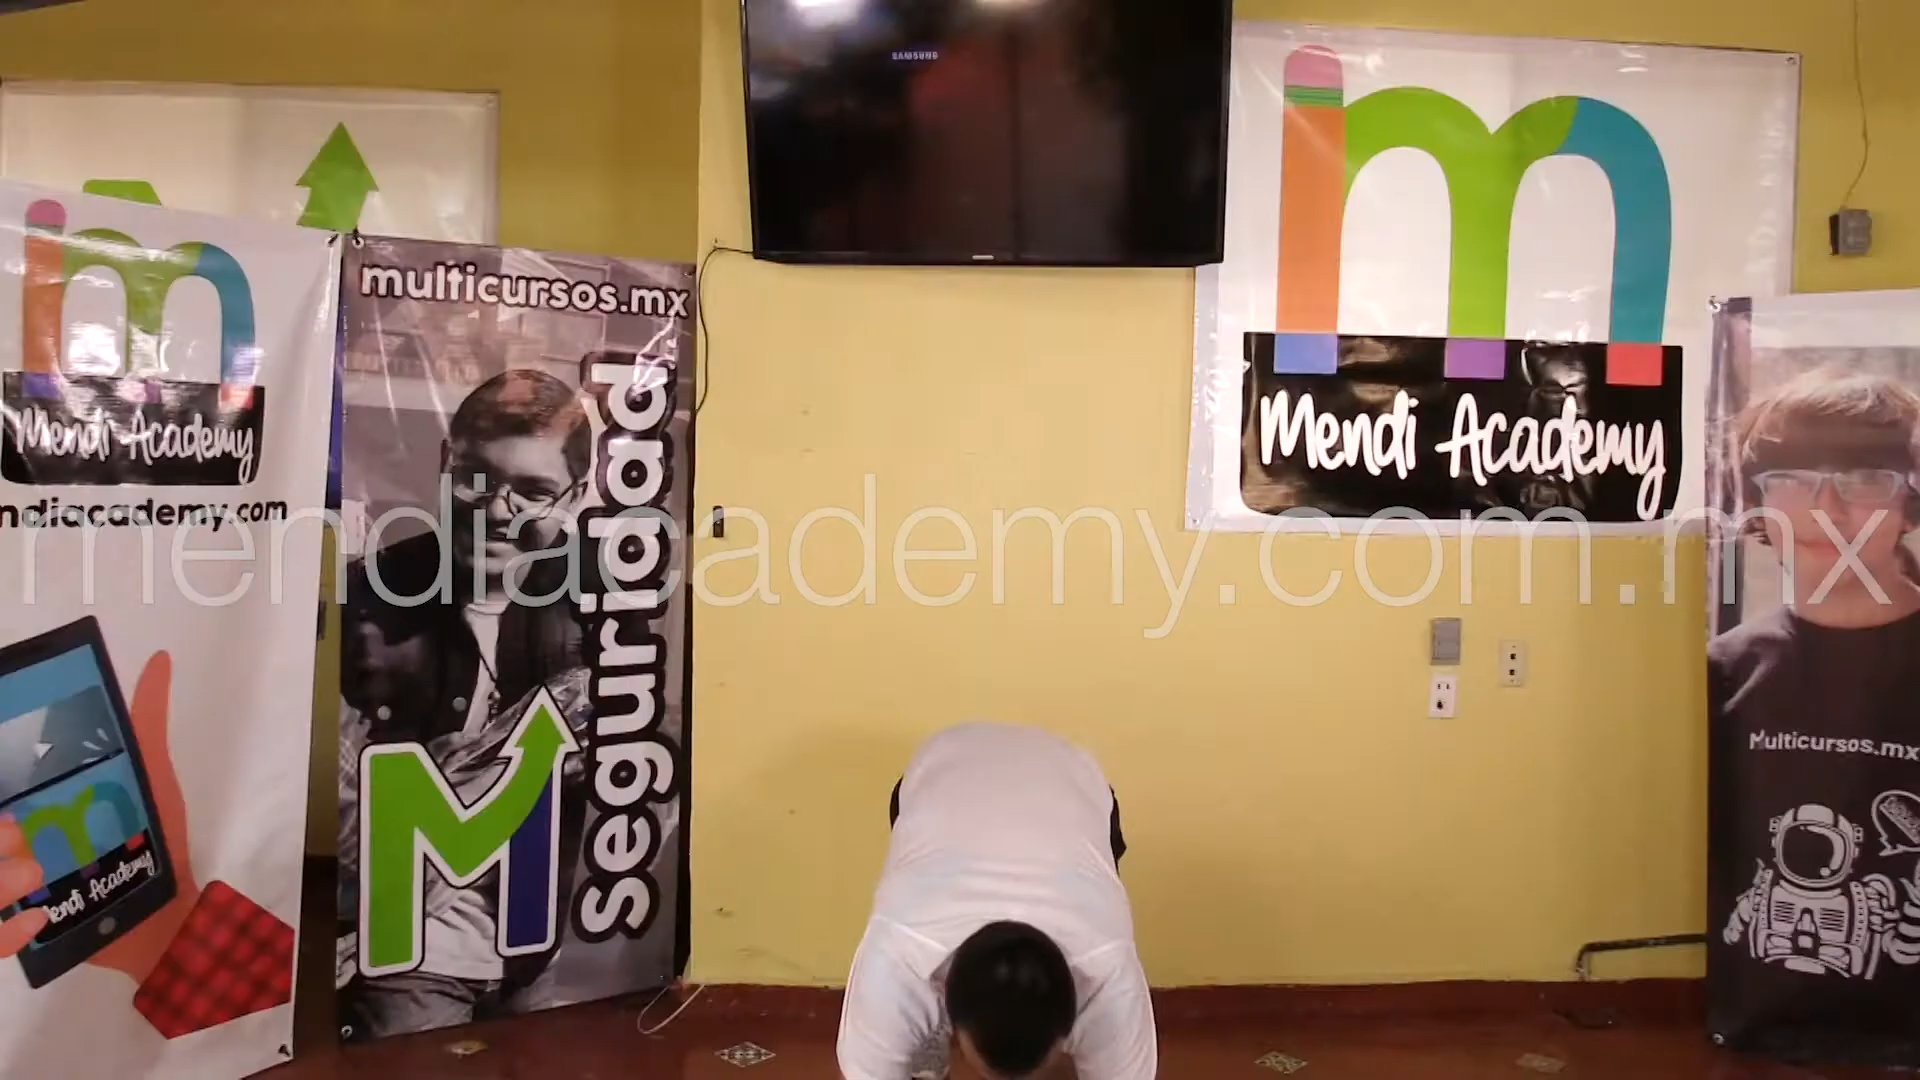 SAMSUNG
Mendi Academy
ndiacademy.com
Mendi Academy
multicursos.mx
Seguridad
M
Mendi Academy
Multicursos.mx
mendiacademy.com.mx